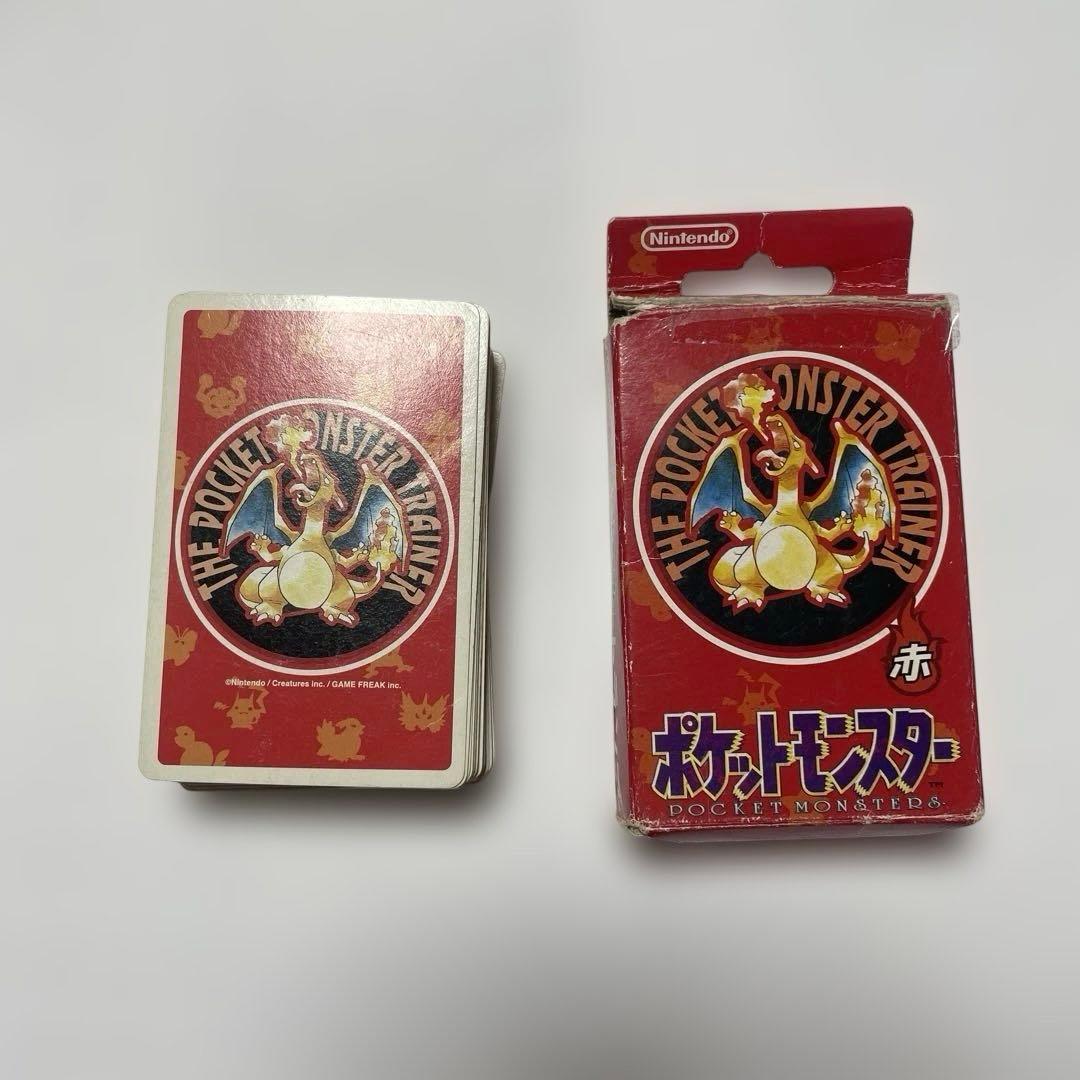 THE POCKET MONSTER TRAINER
©Nintendo / Creatures inc. / GAME FREAK inc.
Nintendo®
THE POCKET MONSTER TRAINER
赤
ポケットモンスター
TM
POCKET MONSTERS